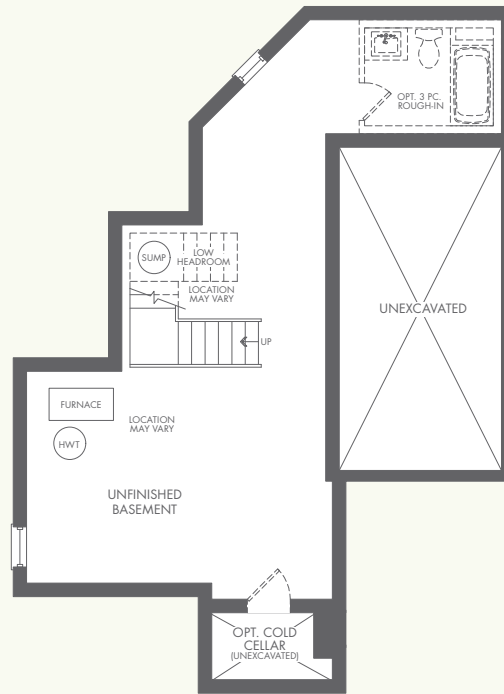 OPT. 3 PC.
ROUGH-IN
SUMP
LOW
HEADROOM
LOCATION
MAY VARY
UNEXCAVATED
UP
FURNACE
LOCATION
MAY VARY
HWT
UNFINISHED
BASEMENT
OPT. COLD
CELLAR
(UNEXCAVATED)